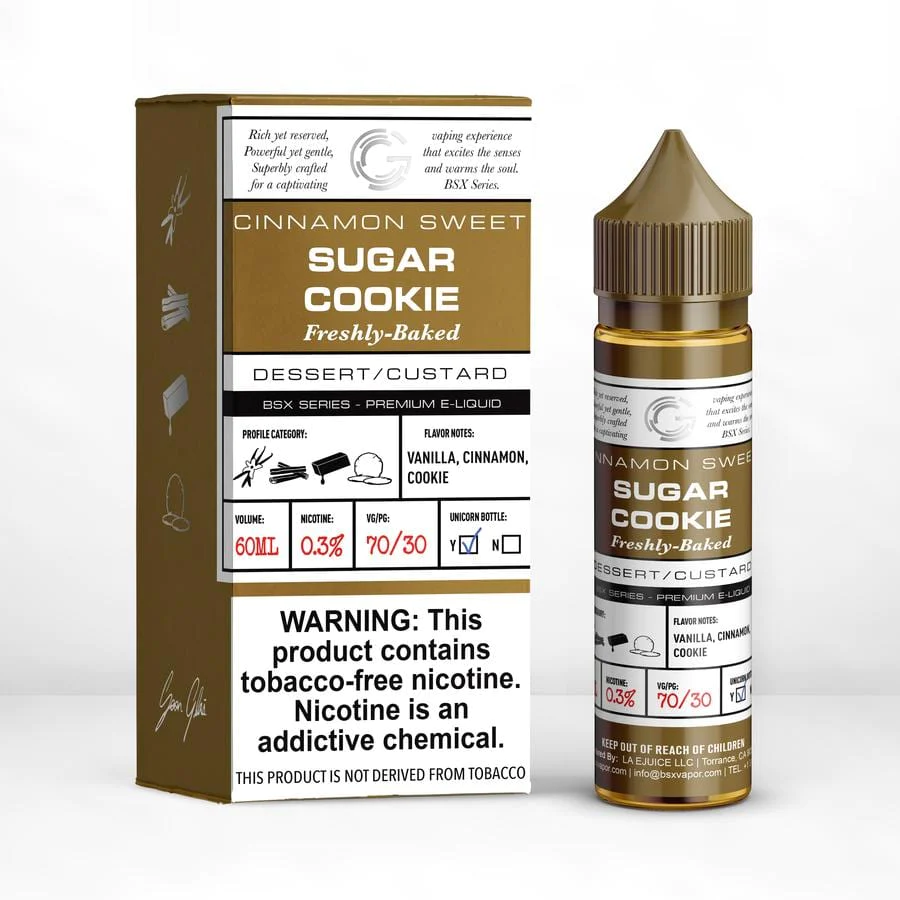 Rich yet reserved,
Powerful yet gentle,
Superbly crafted
for a captivating
vaping experience
that excites the senses
and warms the soul.
BSX Series.
CINNAMON SWEET
SUGAR
COOKIE
Freshly-Baked
DESSERT/CUSTARD
BSX SERIES - PREMIUM E-LIQUID
PROFILE CATEGORY:
FLAVOR NOTES:
VANILLA, CINNAMON,
COOKIE
VOLUME:
60ML
NICOTINE:
0.3%
VG/PG:
70/30
UNICORN BOTTLE:
Y N
WARNING: This
product contains
tobacco-free nicotine.
Nicotine is an
addictive chemical.
THIS PRODUCT IS NOT DERIVED FROM TOBACCO
yet reserved,
yet gentle,
crafted
captivating
vaping
that excites the
and warms the
BSX Series
SUGAR
COOKIE
Freshly-Baked
DESSERT/CUSTARD
SERIES - PREMIUM E-LIQUID
FLAVOR NOTES:
VANILLA, CINNAMON,
COOKIE
NICOTINE:
0.3%
VG/PG:
70/30
Y
KEEP OUT OF REACH OF CHILDREN
By: LA EJUICE LLC | Torrance, CA
| info@bsxvapor.com | TEL.